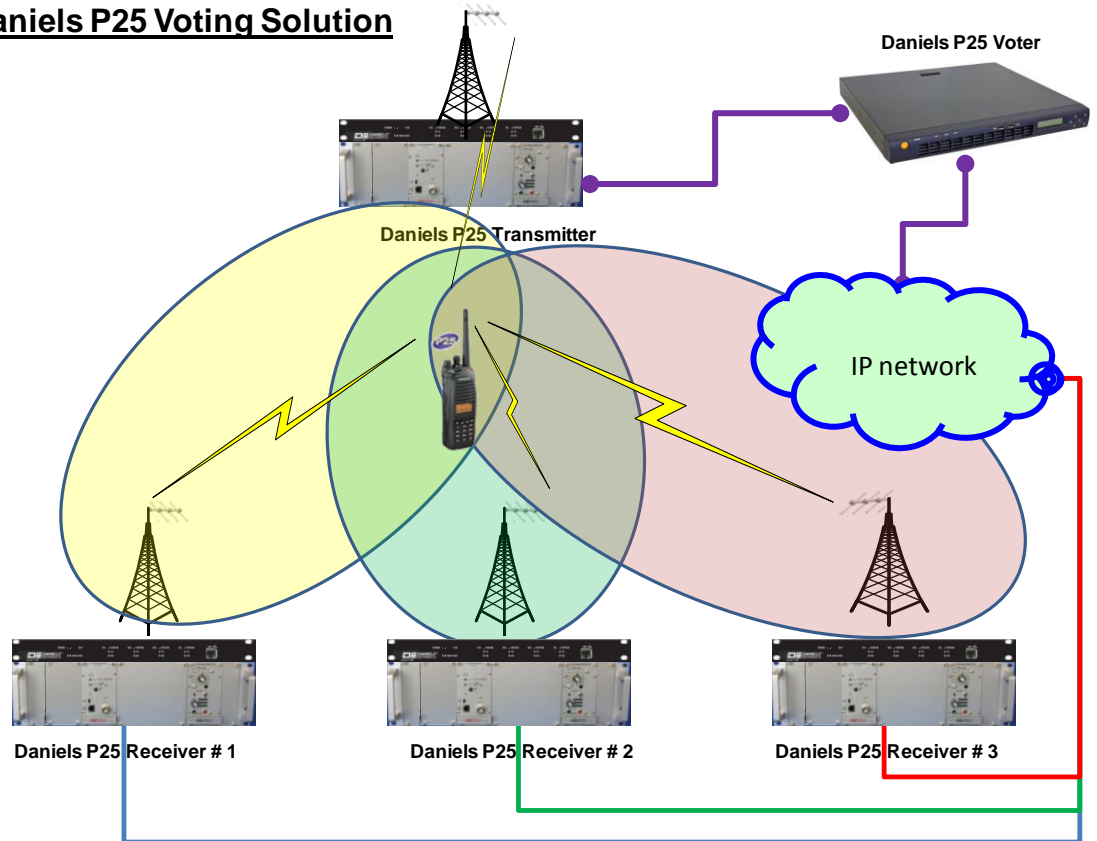 aniels P25 Voting Solution
Daniels P25 Voter
Daniels P25 Transmitter
P25
IP network
Daniels P25 Receiver # 1
Daniels P25 Receiver # 2
Daniels P25 Receiver # 3